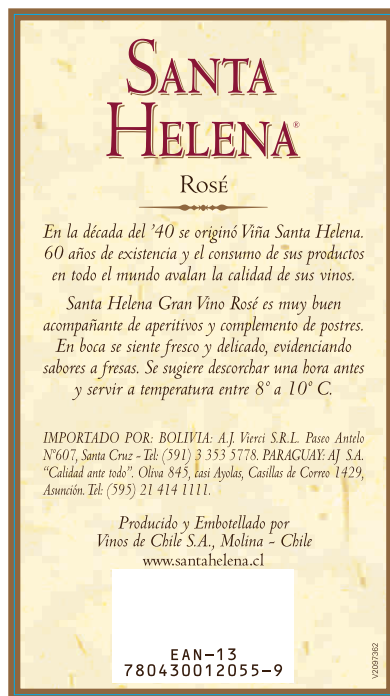 SANTA
HELENA®
ROSÉ
En la década del ’40 se originó Viña Santa Helena.
60 años de existencia y el consumo de sus productos
en todo el mundo avalan la calidad de sus vinos.
Santa Helena Gran Vino Rosé es muy buen
acompañante de aperitivos y complemento de postres.
En boca se siente fresco y delicado, evidenciando
sabores a fresas. Se sugiere descorchar una hora antes
y servir a temperatura entre 8° a 10° C.
IMPORTADO POR: BOLIVIA: A.J. Vierci S.R.L. Paseo Antelo
N°607, Santa Cruz - Tel: (591) 3 353 5778. PARAGUAY: AJ S.A.
“Calidad ante todo”. Oliva 845, casi Ayolas, Casillas de Correo 1429,
Asunción. Tel: (595) 21 414 1111.
Producido y Embotellado por
Vinos de Chile S.A., Molina - Chile
www.santahelena.cl
EAN-13
780430012055-9
V2097362